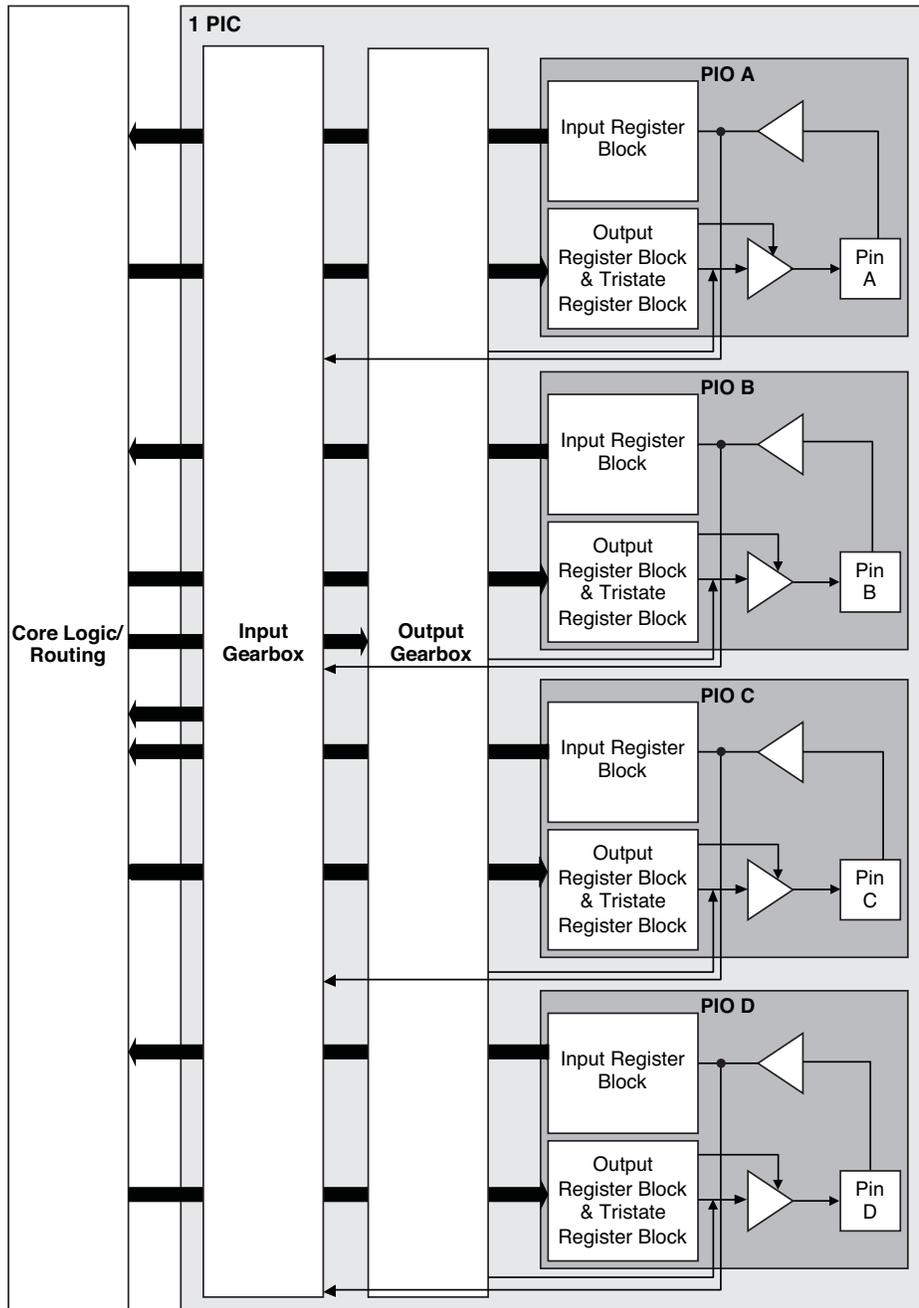 1 PIC
PIO A
Input Register
Block
Output
Register Block
& Tristate
Register Block
Pin
A
PIO B
Input Register
Block
Output
Register Block
& Tristate
Register Block
Pin
B
Core Logic/
Routing
Input
Gearbox
Output
Gearbox
PIO C
Input Register
Block
Output
Register Block
& Tristate
Register Block
Pin
C
PIO D
Input Register
Block
Output
Register Block
& Tristate
Register Block
Pin
D